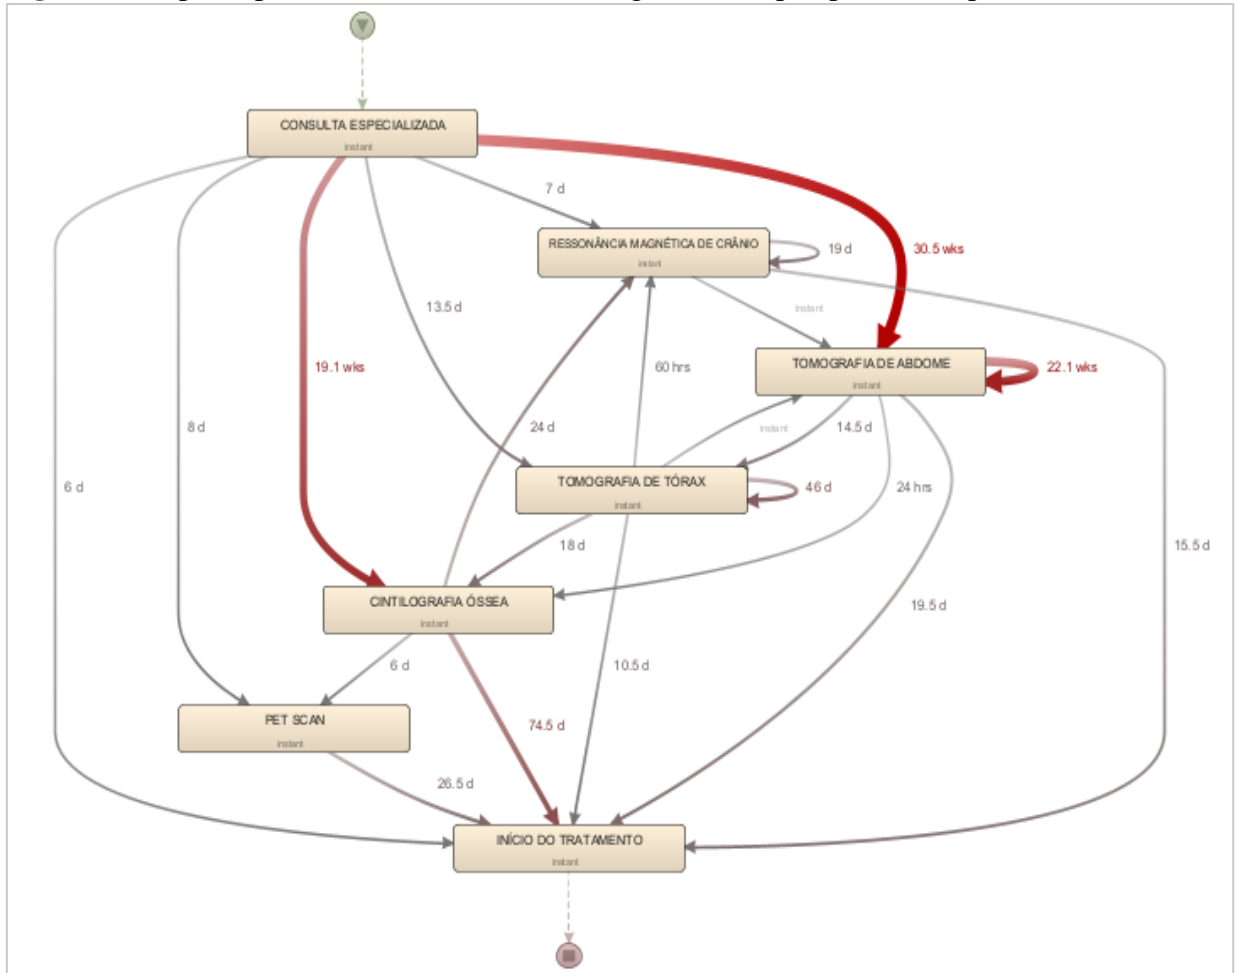 CONSULTA ESPECIALIZADA
instant
7 d
RESSONÂNCIA MAGNÉTICA DE CRÂNIO
instant
19 d
30.5 wks
13.5 d
instant
TOMOGRAFIA DE ABDOME
instant
19.1 wks
60 hrs
22.1 wks
8 d
24 d
instant
14.5 d
6 d
TOMOGRAFIA DE TÓRAX
instant
46 d
24 hrs
18 d
15.5 d
CINTILOGRAFIA ÓSSEA
instant
19.5 d
6 d
10.5 d
PET SCAN
instant
74.5 d
26.5 d
INÍCIO DO TRATAMENTO
instant